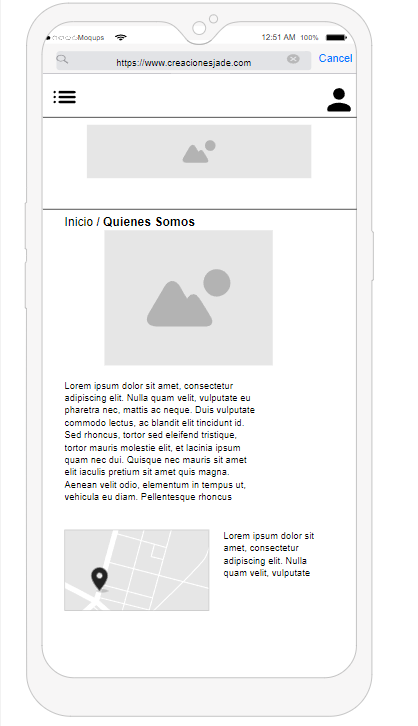 Moqups
12:51 AM
100%
https://www.creacionesjade.com
Cancel
Inicio / Quienes Somos
Lorem ipsum dolor sit amet, consectetur
adipiscing elit. Nulla quam velit, vulputate eu
pharetra nec, mattis ac neque. Duis vulputate
commodo lectus, ac blandit elit tincidunt id.
Sed rhoncus, tortor sed eleifend tristique,
tortor mauris molestie elit, et lacinia ipsum
quam nec dui. Quisque nec mauris sit amet
elit iaculis pretium sit amet quis magna.
Aenean velit odio, elementum in tempus ut,
vehicula eu diam. Pellentesque rhoncus
Lorem ipsum dolor sit
amet, consectetur
adipiscing elit. Nulla
quam velit, vulputate